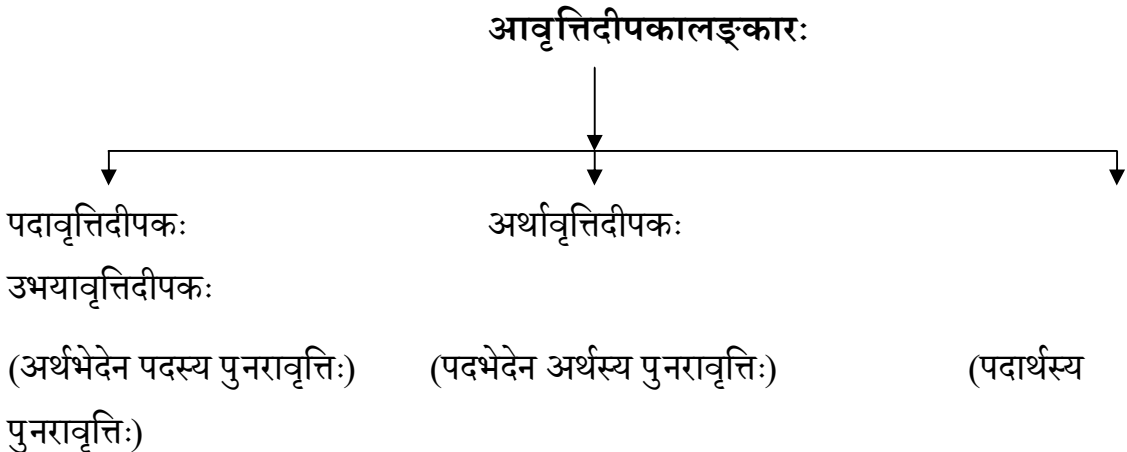 आवृत्तिदीपकालङ्कारः
पदावृत्तिदीपकः अर्थावृत्तिदीपकः
उभयावृत्तिदीपकः
(अर्थभेदेन पदस्य पुनरावृत्तिः) (पदभेदेन अर्थस्य पुनरावृत्तिः) (पदार्थस्य
पुनरावृत्तिः)